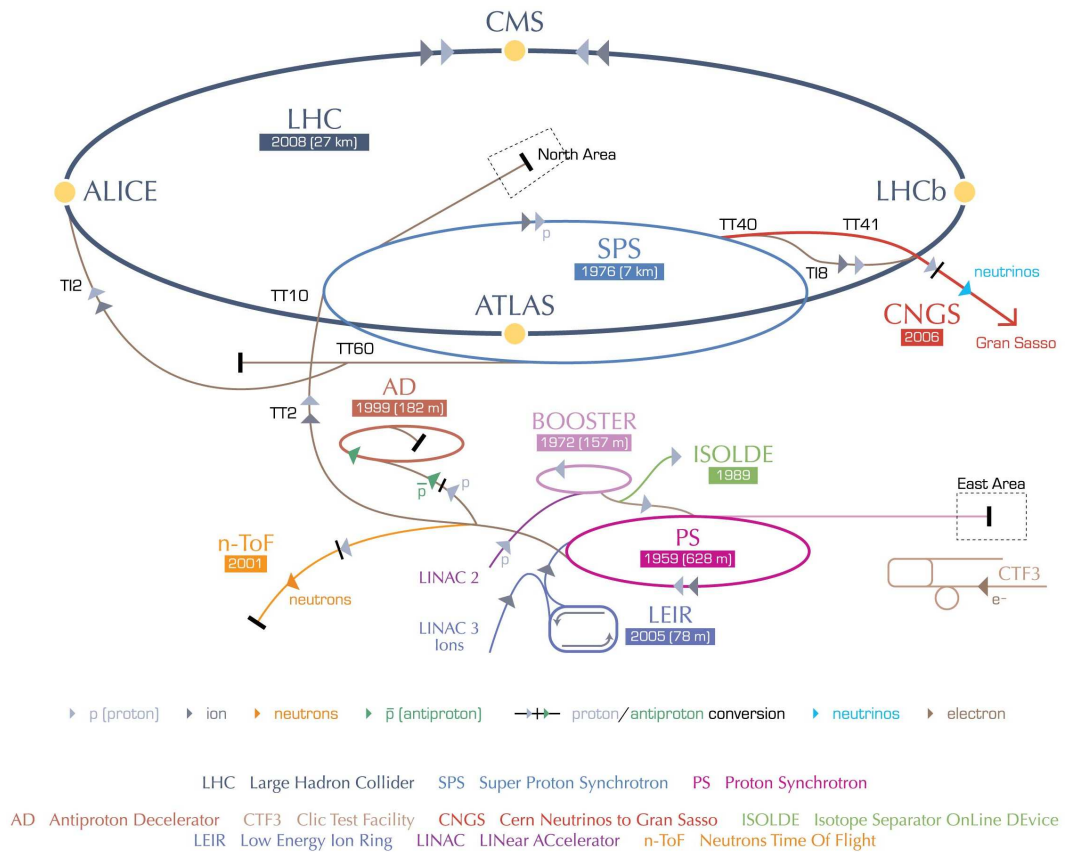 CMS
LHC
2008 (27 km)
North Area
ALICE
LHCb
TT40
TT41
p
SPS
1976 (7 km)
TI8
neutrinos
TI2
TT10
ATLAS
CNGS
2006
Gran Sasso
TT60
AD
1999 (182 m)
TT2
BOOSTER
1972 (157 m)
ISOLDE
1989
p
p̅
East Area
n-ToF
2001
PS
1959 (628 m)
p
LINAC 2
neutrons
CTF3
e–
LINAC 3
Ions
LEIR
2005 (78 m)
p (proton) ion neutrons p̅ (antiproton) proton/antiproton conversion neutrinos electron
LHC Large Hadron Collider SPS Super Proton Synchrotron PS Proton Synchrotron
AD Antiproton Decelerator CTF3 Clic Test Facility CNGS Cern Neutrinos to Gran Sasso ISOLDE Isotope Separator OnLine DEvice
LEIR Low Energy Ion Ring LINAC LINear ACcelerator n-ToF Neutrons Time Of Flight